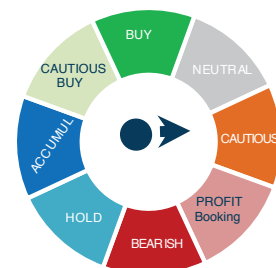 BUY
NEUTRAL
CAUTIOUS
PROFIT
Booking
BEARISH
HOLD
ACCUMUL
CAUTIOUS
BUY